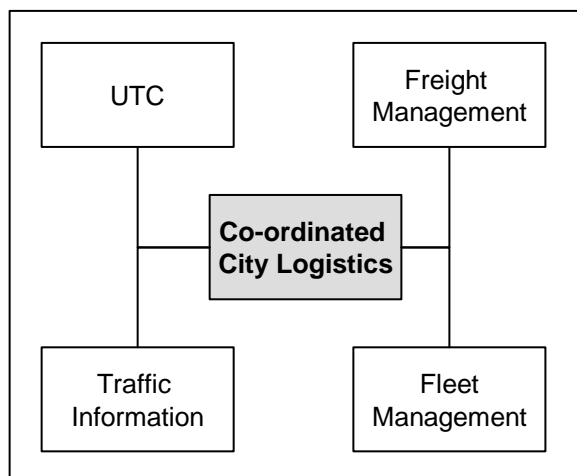 UTC
Freight
Management
Co-ordinated
City Logistics
Traffic
Information
Fleet
Management